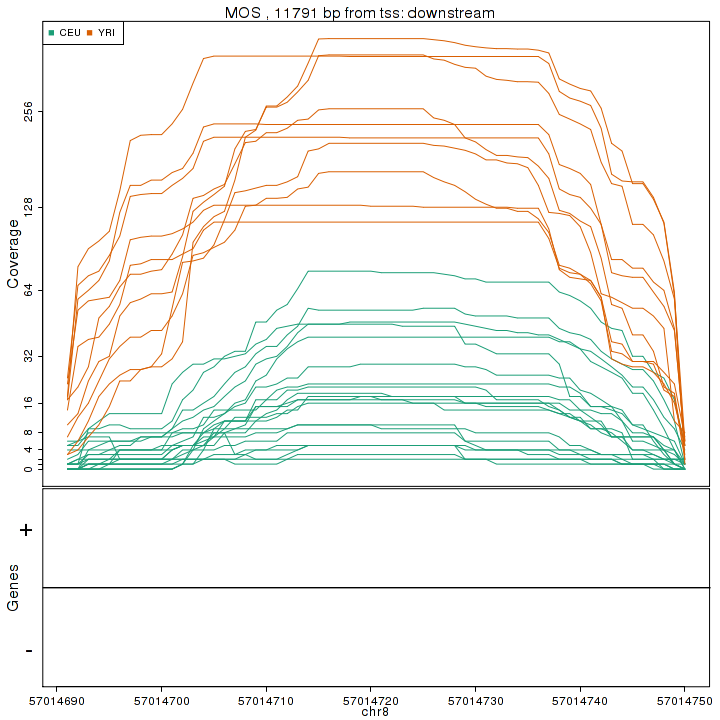 MOS , 11791 bp from tss: downstream
CEU YRI
256
128
64
32
16
8
4
0
Coverage
+
-
Genes
57014690 57014700 57014710 57014720 57014730 57014740 57014750
chr8